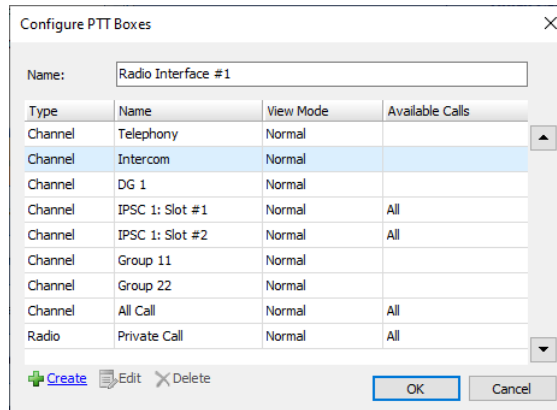 Configure PTT Boxes
Name: Radio Interface #1
Type Name View Mode Available Calls
Channel Telephony Normal
Channel Intercom Normal
Channel DG 1 Normal
Channel IPSC 1: Slot #1 Normal All
Channel IPSC 1: Slot #2 Normal All
Channel Group 11 Normal
Channel Group 22 Normal
Channel All Call Normal All
Radio Private Call Normal All
Create Edit Delete
OK Cancel